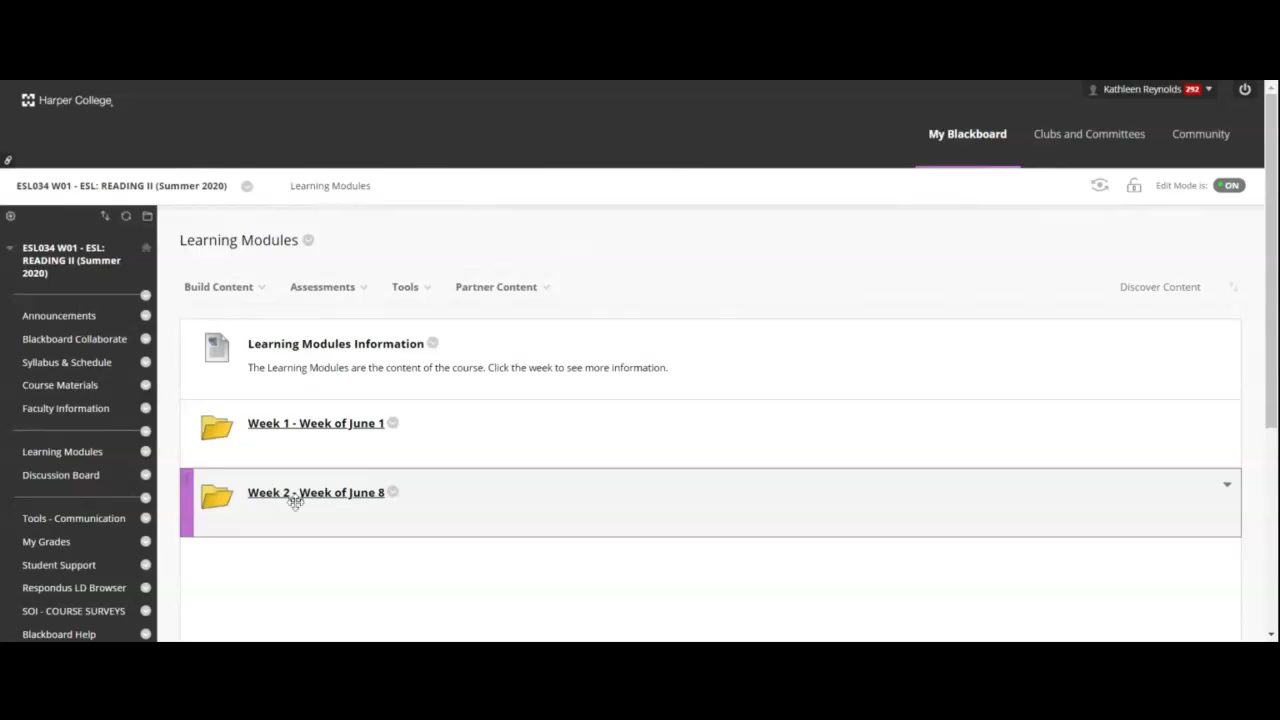 Harper College
Kathleen Reynolds 292
My Blackboard Clubs and Committees Community
ESL034 W01 - ESL: READING II (Summer 2020) Learning Modules Edit Mode is: ON
ESL034 W01 - ESL:
READING II (Summer
2020)
Announcements
Blackboard Collaborate
Syllabus & Schedule
Course Materials
Faculty Information
Learning Modules
Discussion Board
Tools - Communication
My Grades
Student Support
Respondus LD Browser
SOI - COURSE SURVEYS
Blackboard Help
Learning Modules
Build Content Assessments Tools Partner Content Discover Content
Learning Modules Information
The Learning Modules are the content of the course. Click the week to see more information.
Week 1 - Week of June 1
Week 2 - Week of June 8